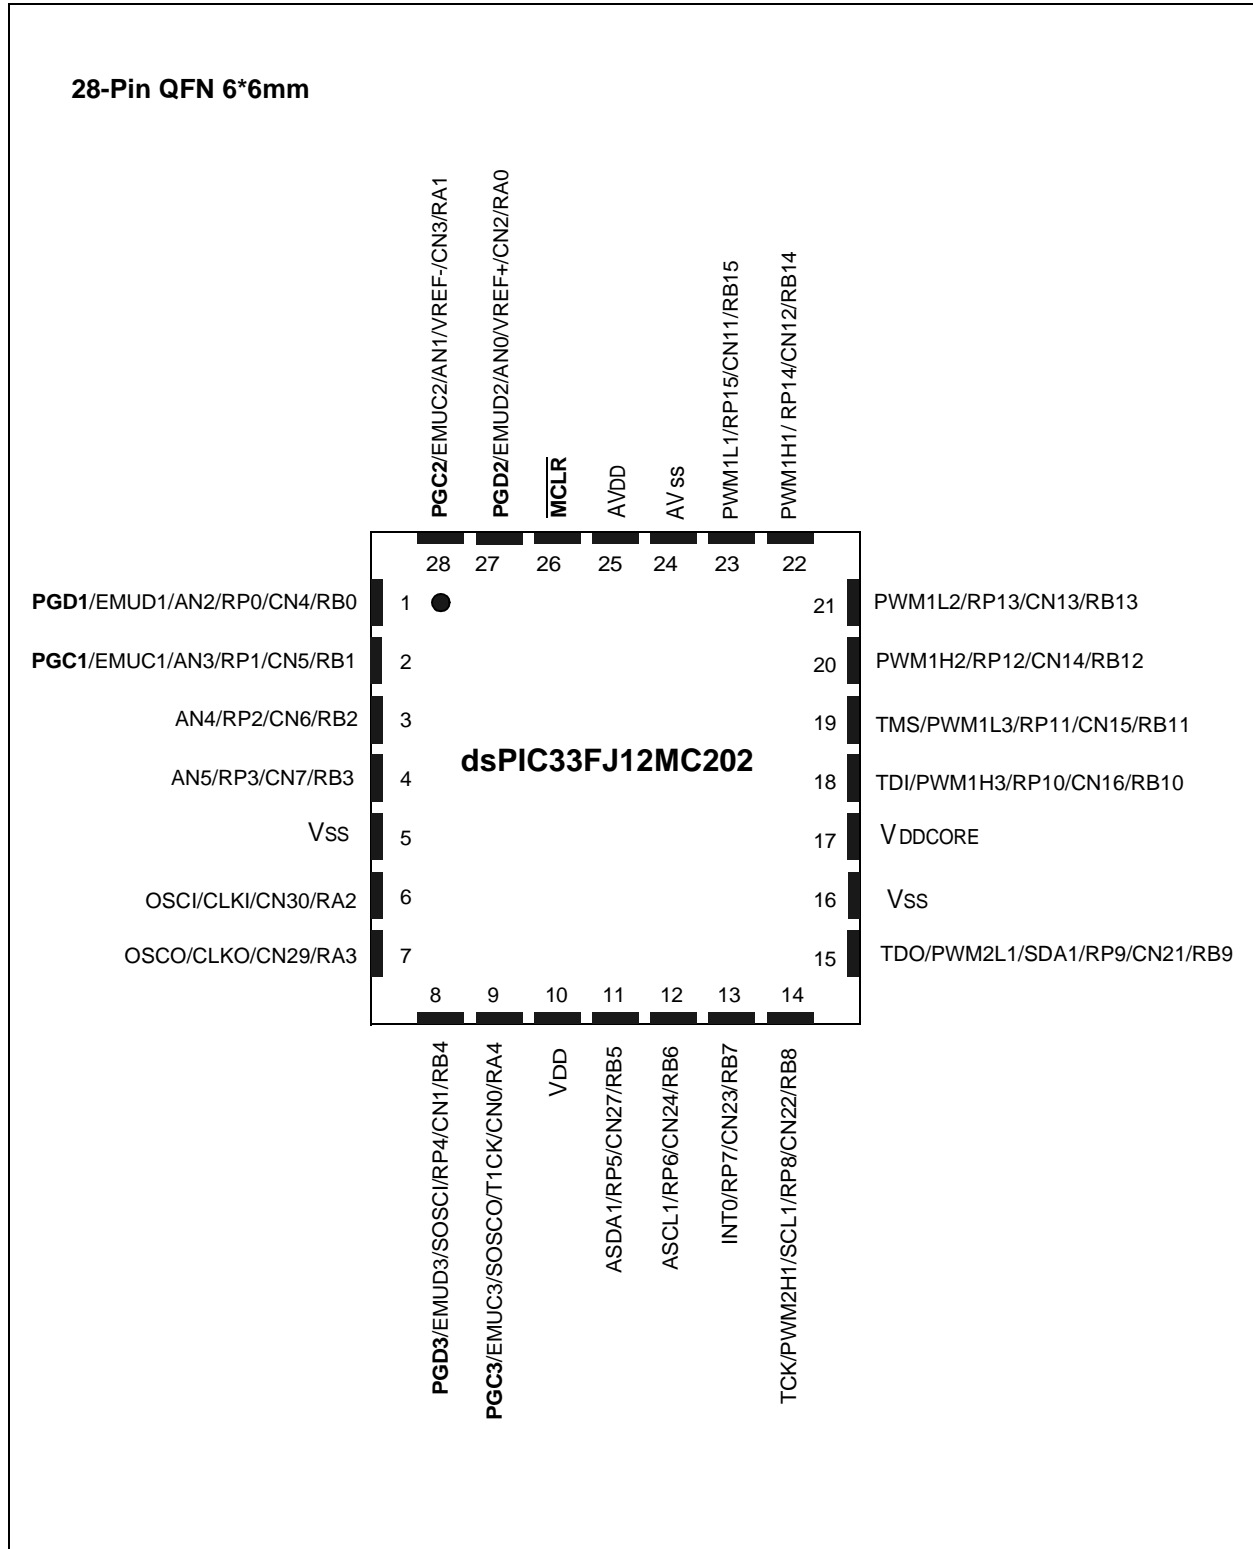 28-Pin QFN 6*6mm
PGC2/EMUC2/AN1/VREF-/CN3/RA1
PGD2/EMUD2/AN0/VREF+/CN2/RA0
MCLR
AVDD
AVss
PWM1L1/RP15/CN11/RB15
PWM1H1/ RP14/CN12/RB14
28 27 26 25 24 23 22
PGD1/EMUD1/AN2/RP0/CN4/RB0 1
PGC1/EMUC1/AN3/RP1/CN5/RB1 2
AN4/RP2/CN6/RB2 3
AN5/RP3/CN7/RB3 4
Vss 5
OSCI/CLKI/CN30/RA2 6
OSCO/CLKO/CN29/RA3 7
dsPIC33FJ12MC202
21 PWM1L2/RP13/CN13/RB13
20 PWM1H2/RP12/CN14/RB12
19 TMS/PWM1L3/RP11/CN15/RB11
18 TDI/PWM1H3/RP10/CN16/RB10
17 VDDCORE
16 Vss
15 TDO/PWM2L1/SDA1/RP9/CN21/RB9
8 9 10 11 12 13 14
PGD3/EMUD3/SOSCI/RP4/CN1/RB4
PGC3/EMUC3/SOSCO/T1CK/CN0/RA4
VDD
ASDA1/RP5/CN27/RB5
ASCL1/RP6/CN24/RB6
INT0/RP7/CN23/RB7
TCK/PWM2H1/SCL1/RP8/CN22/RB8